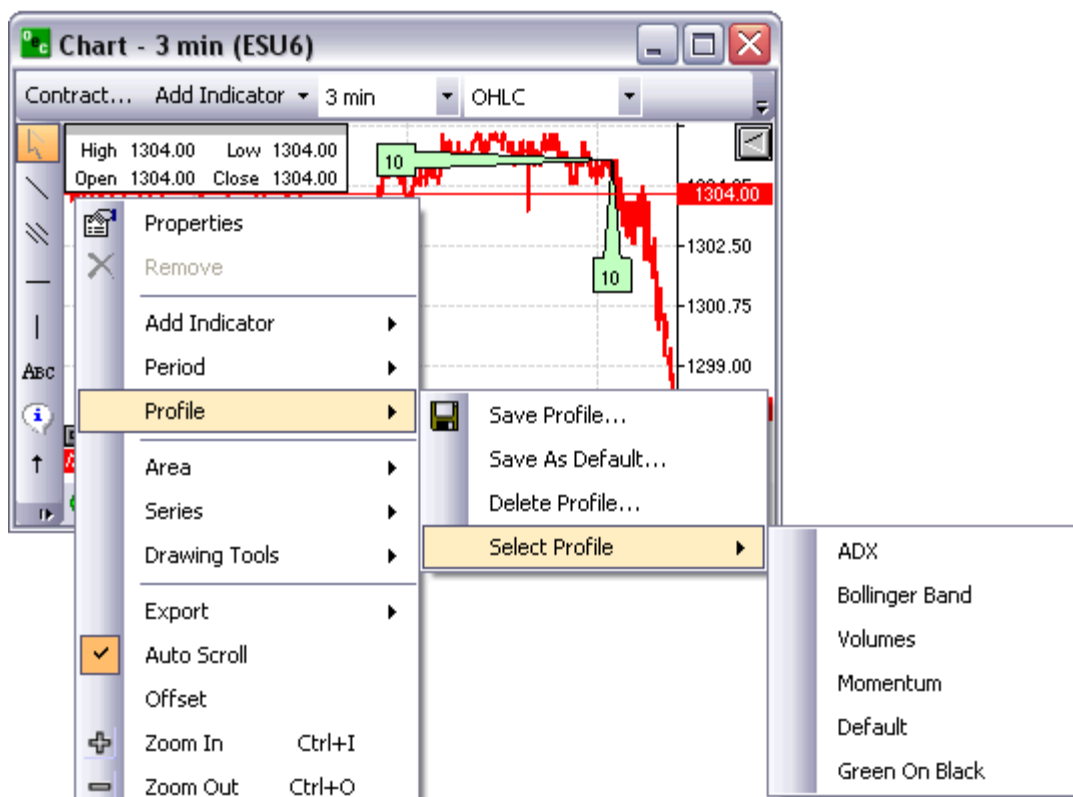 Oec Chart - 3 min (ESU6)
Contract... Add Indicator 3 min OHLC
High 1304.00 Low 1304.00
Open 1304.00 Close 1304.00
10
1304.00
1302.50
10
1300.75
1299.00
ABC
Properties
Remove
Add Indicator
Period
Profile
Area
Series
Drawing Tools
Export
Auto Scroll
Offset
Zoom In Ctrl+I
Zoom Out Ctrl+O
Save Profile...
Save As Default...
Delete Profile...
Select Profile
ADX
Bollinger Band
Volumes
Momentum
Default
Green On Black